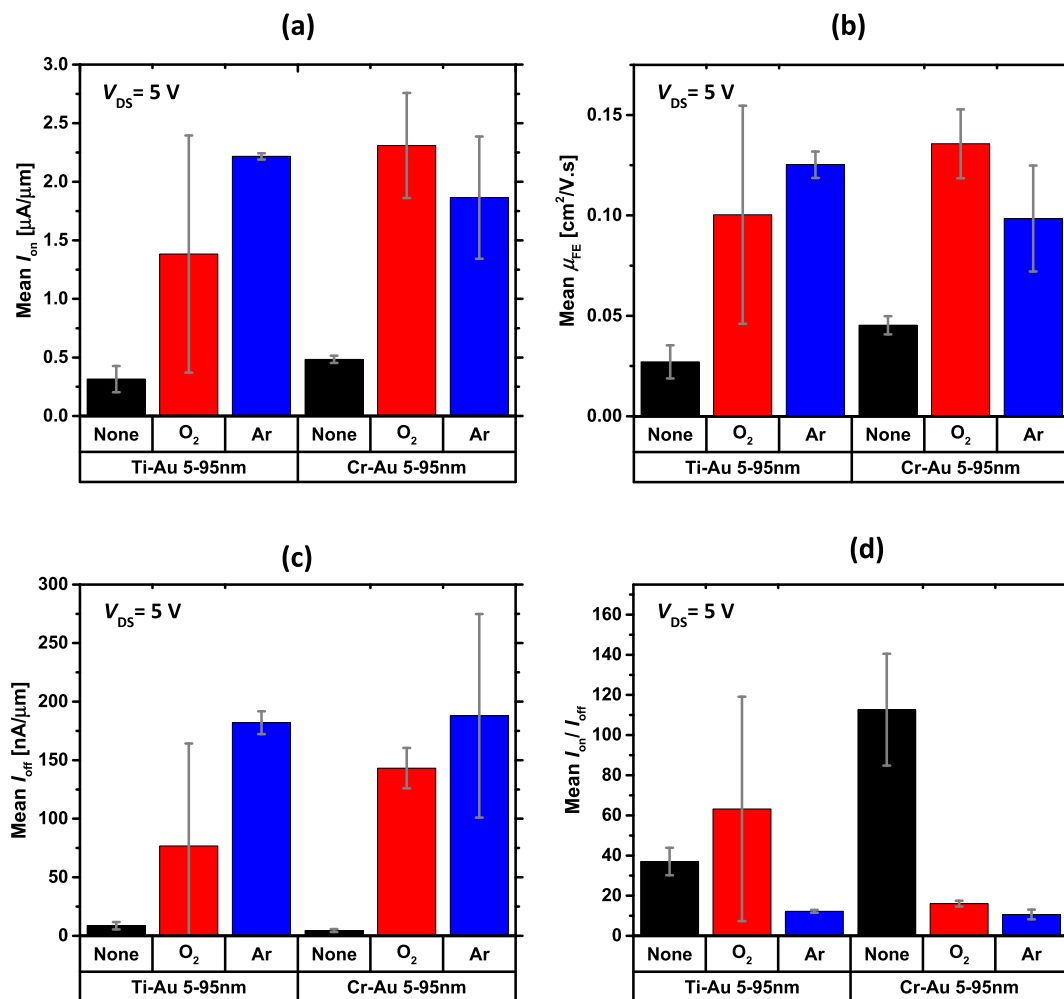 (a)
3.0
2.5
2.0
1.5
1.0
0.5
0.0
Mean Ion [µA/µm]
VDS= 5 V
None O2 Ar None O2 Ar
Ti-Au 5-95nm Cr-Au 5-95nm
(b)
0.15
0.10
0.05
0.00
Mean µFE [cm²/V.s]
VDS= 5 V
None O2 Ar None O2 Ar
Ti-Au 5-95nm Cr-Au 5-95nm
(c)
300
250
200
150
100
50
0
Mean Ioff [nA/µm]
VDS= 5 V
None O2 Ar None O2 Ar
Ti-Au 5-95nm Cr-Au 5-95nm
(d)
160
140
120
100
80
60
40
20
0
Mean Ion/ Ioff
VDS= 5 V
None O2 Ar None O2 Ar
Ti-Au 5-95nm Cr-Au 5-95nm